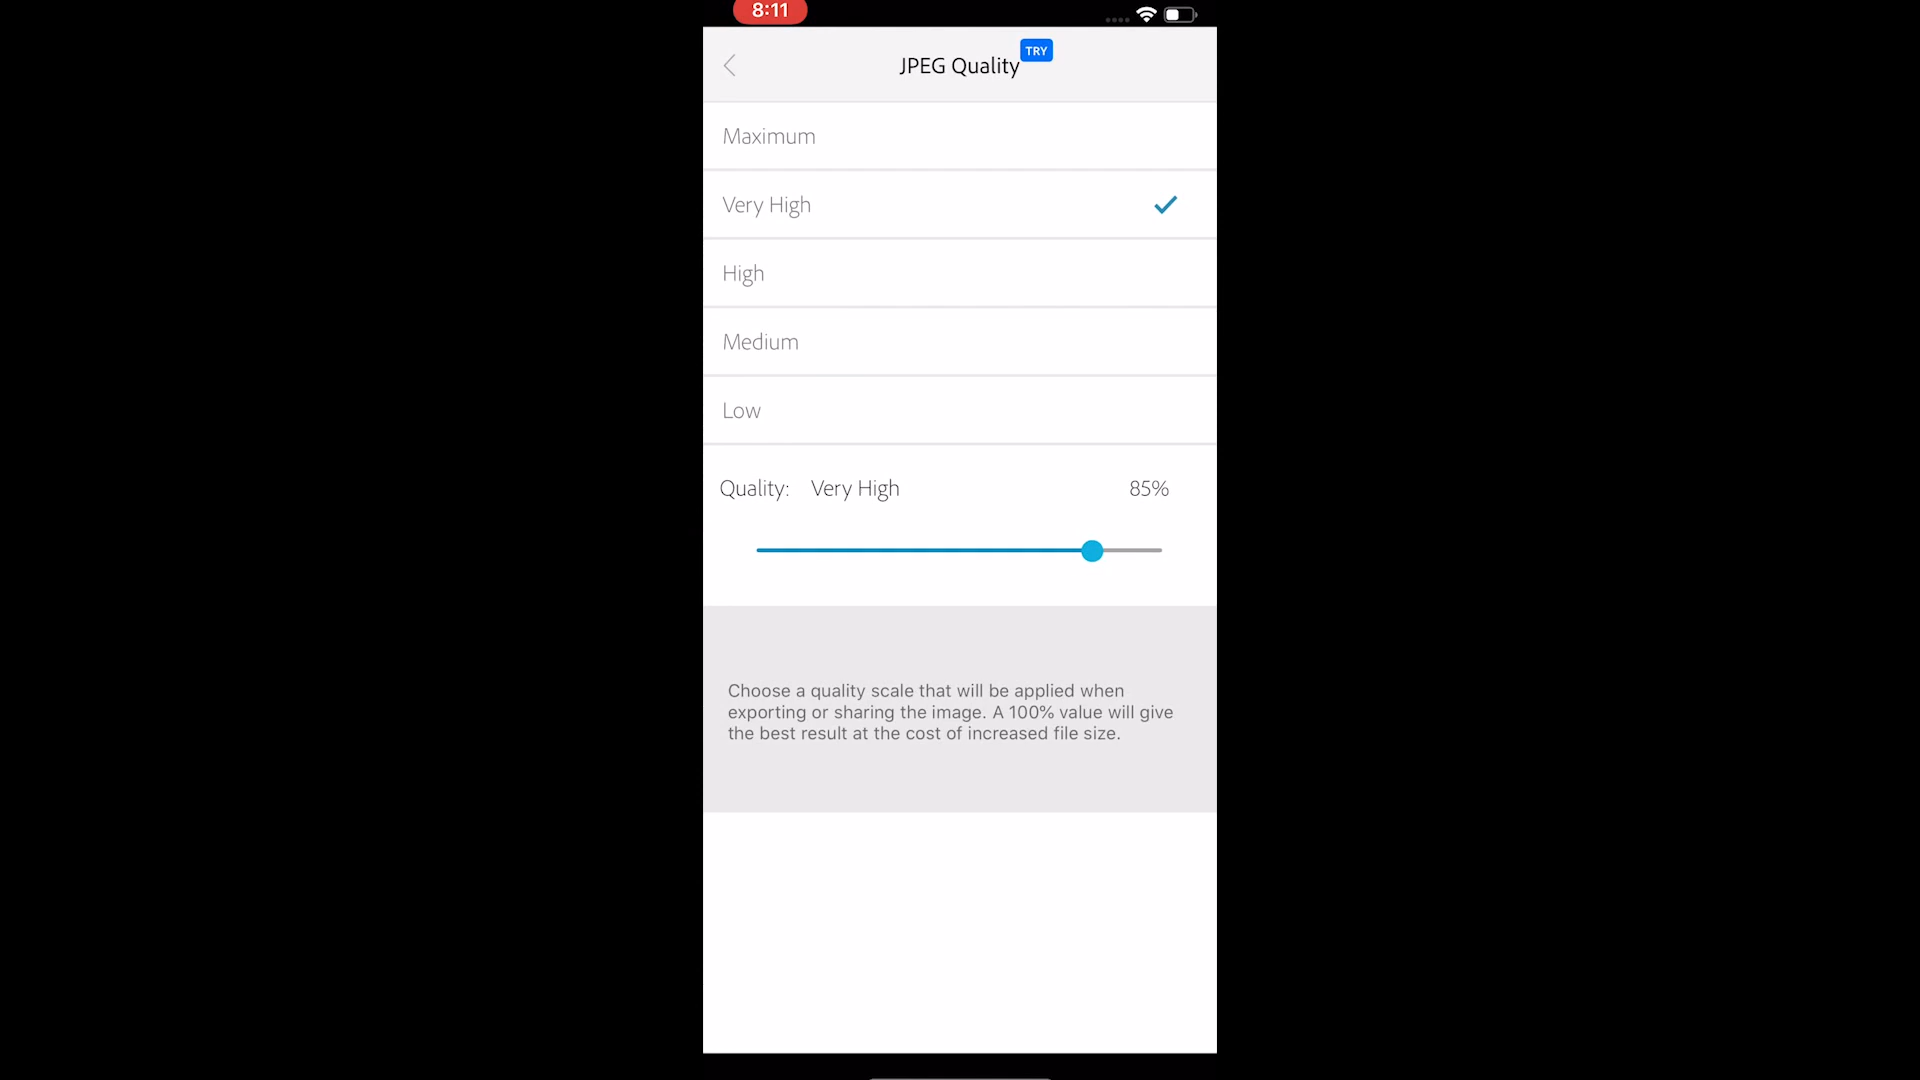 8:11
JPEG Quality TRY
Maximum
Very High
High
Medium
Low
Quality: Very High 85%
Choose a quality scale that will be applied when
exporting or sharing the image. A 100% value will give
the best result at the cost of increased file size.